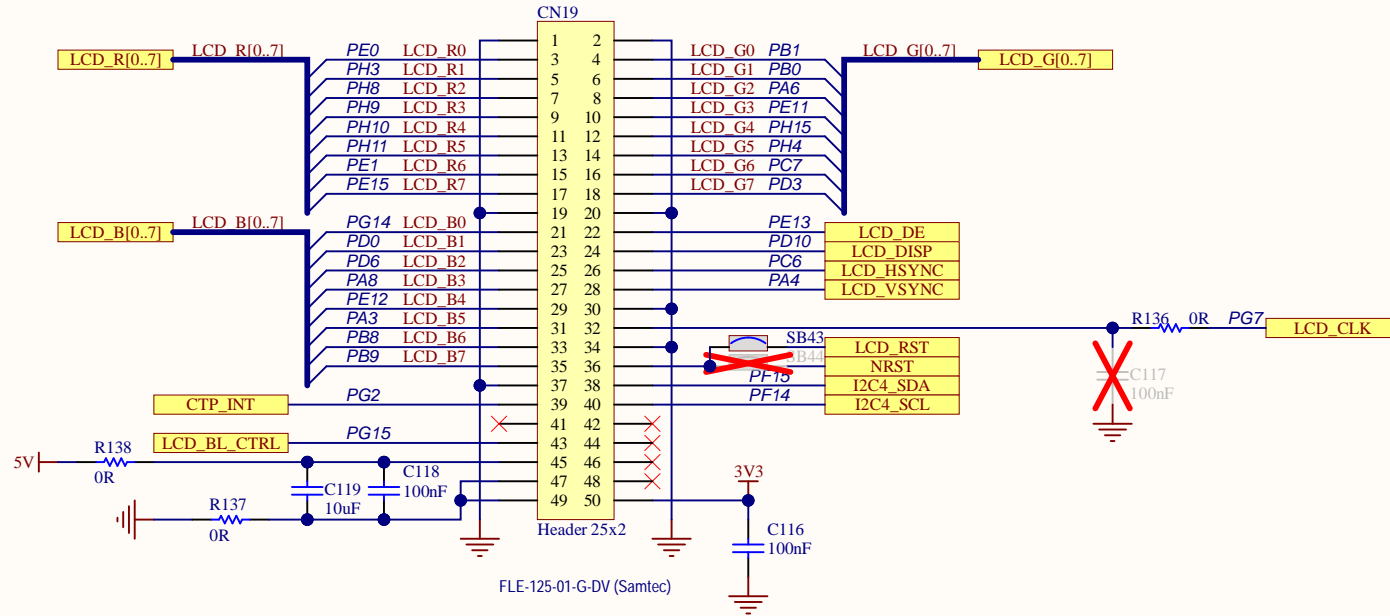 CN19
LCD_R[0..7] LCD_R[0..7] PE0 LCD_R0 1 2 LCD_G0 PB1 LCD_G[0..7] LCD_G[0..7]
3 4
PH3 LCD_R1 5 6 LCD_G1 PB0
PH8 LCD_R2 7 8 LCD_G2 PA6
PH9 LCD_R3 9 10 LCD_G3 PE11
PH10 LCD_R4 11 12 LCD_G4 PH15
PH11 LCD_R5 13 14 LCD_G5 PH4
PE1 LCD_R6 15 16 LCD_G6 PC7
PE15 LCD_R7 17 18 LCD_G7 PD3
19 20
LCD_B[0..7] LCD_B[0..7] PG14 LCD_B0 21 22 PE13 LCD_DE
PD0 LCD_B1 23 24 PD10 LCD_DISP
PD6 LCD_B2 25 26 PC6 LCD_HSYNC
PA8 LCD_B3 27 28 PA4 LCD_VSYNC
PE12 LCD_B4 29 30
PA3 LCD_B5 31 32 R136 0R PG7 LCD_CLK
PB8 LCD_B6 33 34 SB43 LCD_RST
PB9 LCD_B7 35 36 SB44 NRST
37 38 PF15 I2C4_SDA C117
CTP_INT PG2 39 40 PF14 I2C4_SCL 100nF
41 42
LCD_BL_CTRL PG15 43 44
5V R138 45 46
0R C118 47 48 3V3
C119 100nF
R137 10uF 49 50
0R Header 25x2 C116
100nF
FLE-125-01-G-DV (Samtec)